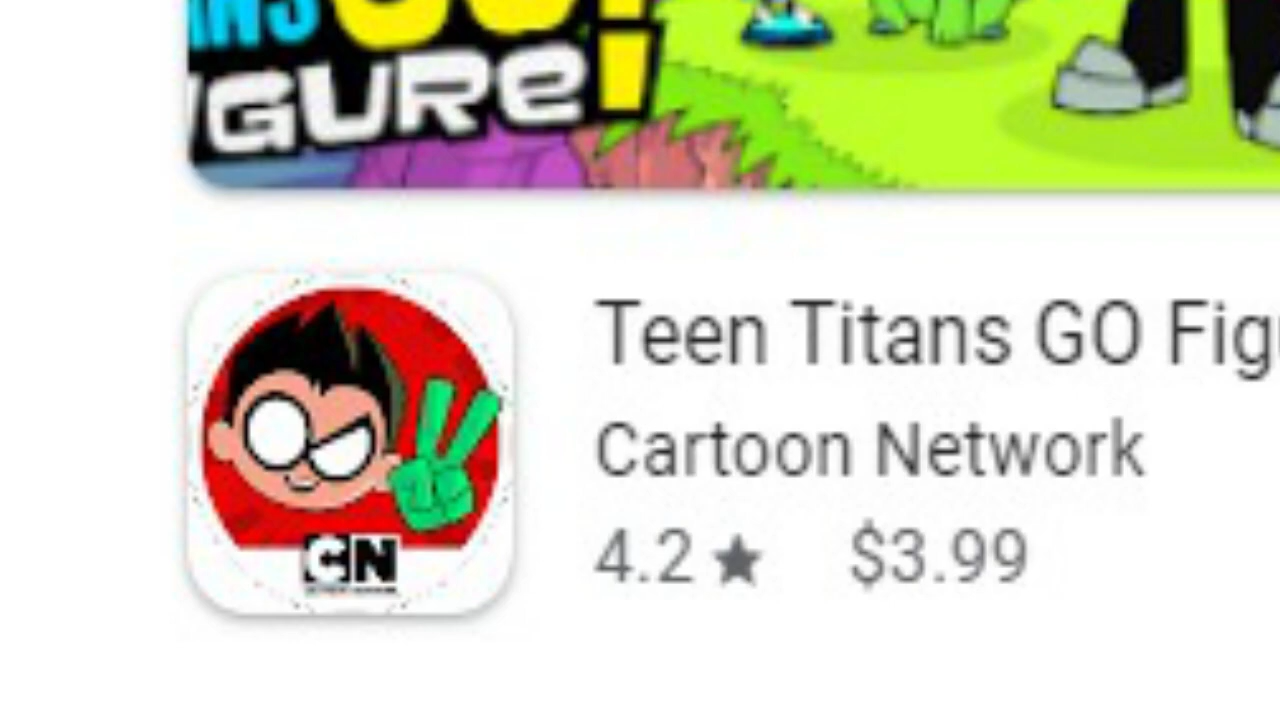 GURe!
Teen Titans GO Fig
Cartoon Network
4.2 ★ $3.99
CN